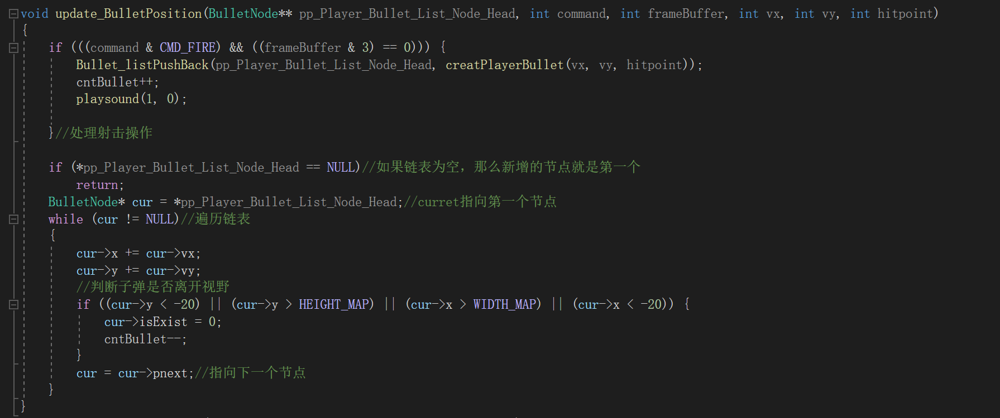 void update_BulletPosition(BulletNode** pp_Player_Bullet_List_Node_Head, int command, int frameBuffer, int vx, int vy, int hitpoint)
{
if (((command & CMD_FIRE) && ((frameBuffer & 3) == 0))) {
Bullet_listPushBack(pp_Player_Bullet_List_Node_Head, creatPlayerBullet(vx, vy, hitpoint));
cntBullet++;
playsound(1, 0);
}//处理射击操作
if (*pp_Player_Bullet_List_Node_Head == NULL)//如果链表为空，那么新增的节点就是第一个
return;
BulletNode* cur = *pp_Player_Bullet_List_Node_Head;//curret指向第一个节点
while (cur != NULL)//遍历链表
{
cur->x += cur->vx;
cur->y += cur->vy;
//判断子弹是否离开视野
if ((cur->y < -20) || (cur->y > HEIGHT_MAP) || (cur->x > WIDTH_MAP) || (cur->x < -20)) {
cur->isExist = 0;
cntBullet--;
}
cur = cur->pnext;//指向下一个节点
}
}